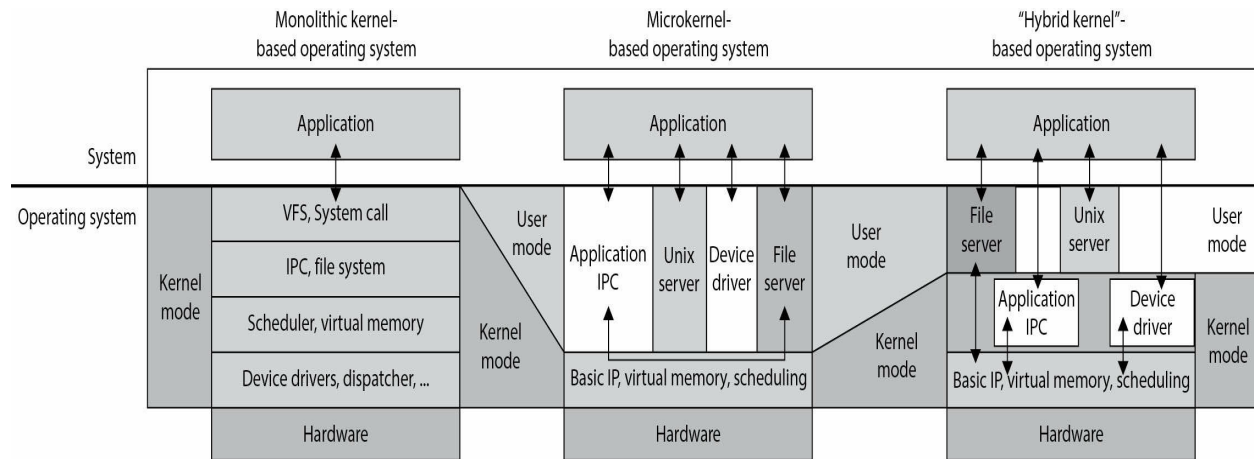 Monolithic kernel-
based operating system
Microkernel-
based operating system
“Hybrid kernel”-
based operating system
Application
Application
Application
System
Operating system
Kernel
mode
VFS, System call
IPC, file system
Scheduler, virtual memory
Device drivers, dispatcher, ...
Hardware
User
mode
Kernel
mode
Application
IPC
Unix
server
Device
driver
File
server
Basic IP, virtual memory, scheduling
Hardware
User
mode
Kernel
mode
File
server
Unix
server
Application
IPC
Device
driver
Basic IP, virtual memory, scheduling
Hardware
User
mode
Kernel
mode